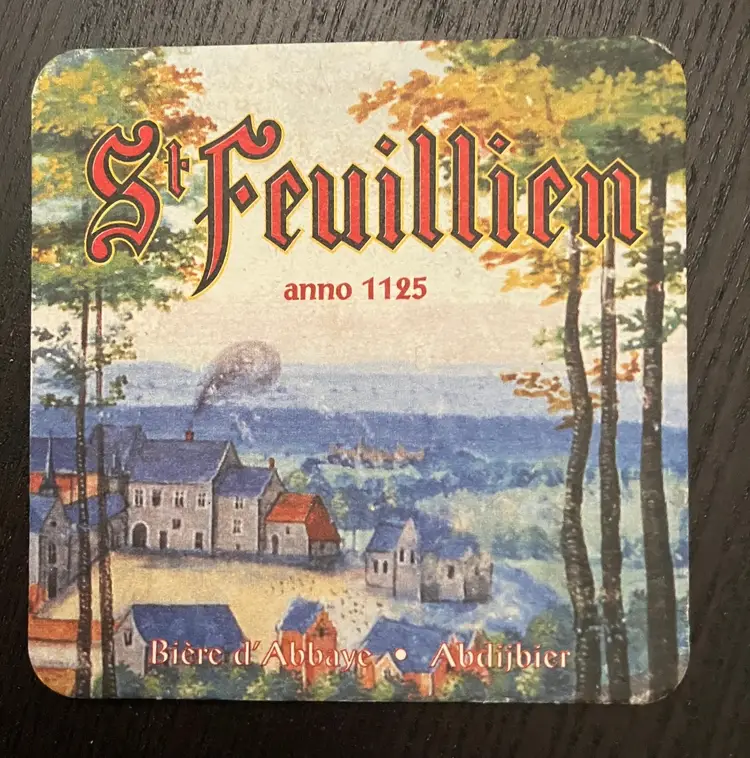 St Feuillien
anno 1125
Bière d'Abbaye • Abdijbier